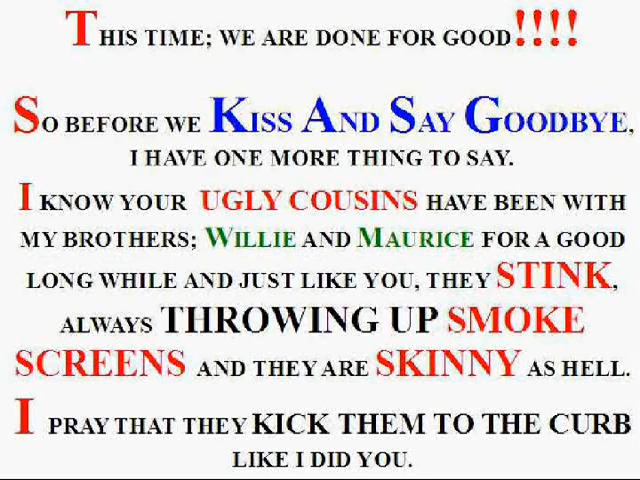 THIS TIME; WE ARE DONE FOR GOOD!!!!
SO BEFORE WE KISS AND SAY GOODBYE,
I HAVE ONE MORE THING TO SAY.
I KNOW YOUR UGLY COUSINS HAVE BEEN WITH
MY BROTHERS; WILLIE AND MAURICE FOR A GOOD
LONG WHILE AND JUST LIKE YOU, THEY STINK,
ALWAYS THROWING UP SMOKE
SCREENS AND THEY ARE SKINNY AS HELL.
I PRAY THAT THEY KICK THEM TO THE CURB
LIKE I DID YOU.